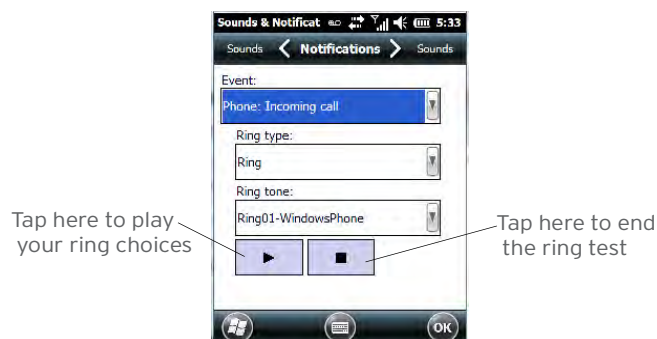 Sounds & Notificat 5:33
Sounds Notifications Sounds
Event:
Phone: Incoming call
Ring type:
Ring
Ring tone:
Ring01-WindowsPhone
Tap here to play
your ring choices
Tap here to end
the ring test
OK